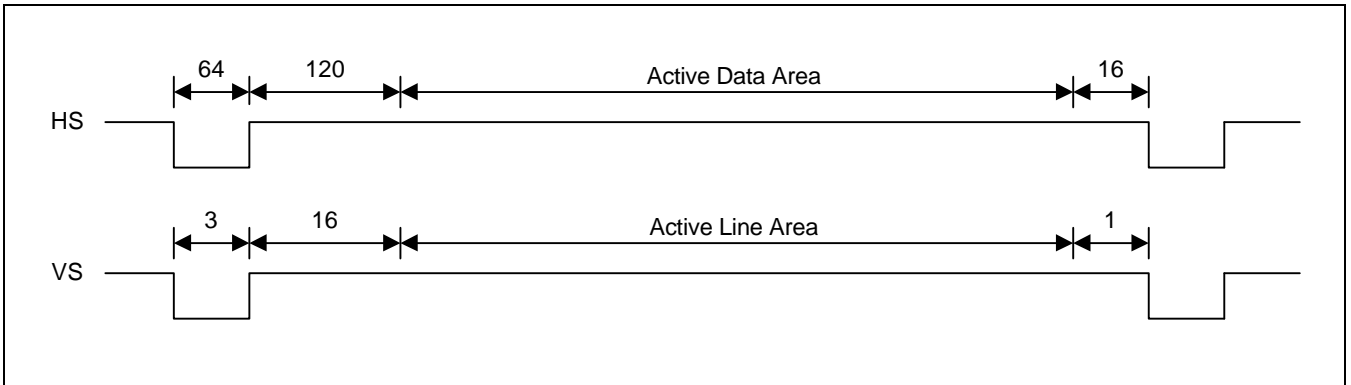 64 120 Active Data Area 16
HS
3 16 Active Line Area 1
VS